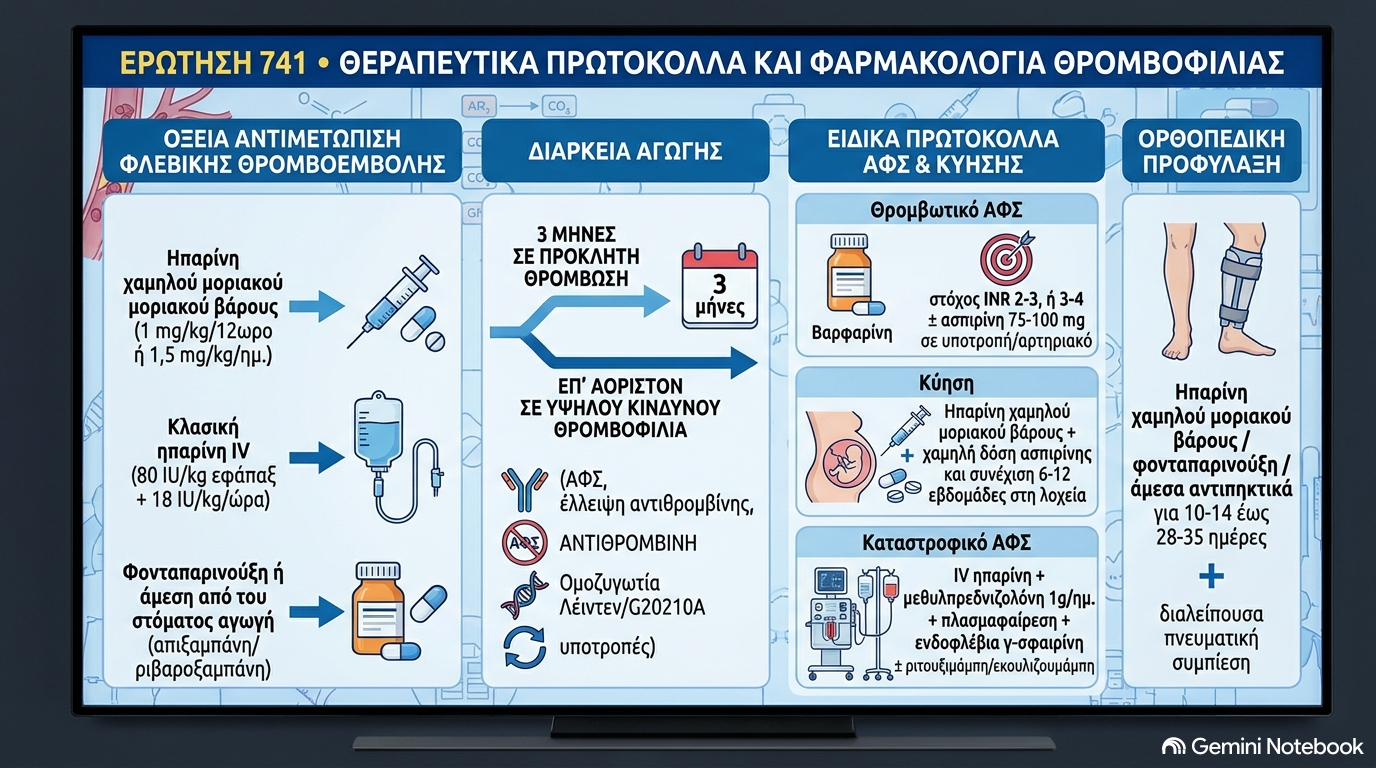 ΕΡΩΤΗΣΗ 741 • ΘΕΡΑΠΕΥΤΙΚΑ ΠΡΩΤΟΚΟΛΛΑ ΚΑΙ ΦΑΡΜΑΚΟΛΟΓΙΑ ΘΡΟΜΒΟΦΙΛΙΑΣ
AR₂
CO₂
ΟΞΕΙΑ ΑΝΤΙΜΕΤΩΠΙΣΗ
ΦΛΕΒΙΚΗΣ ΘΡΟΜΒΟΕΜΒΟΛΗΣ
Ηπαρίνη
χαμηλού μοριακού
μοριακού βάρους
(1 mg/kg/12ωρο
ή 1,5 mg/kg/ημ.)
Κλασική
ηπαρίνη IV
(80 IU/kg εφάπαξ
+ 18 IU/kg/ώρα)
Φονταπαρινούξη ή
άμεση από του
στόματος αγωγή
(απιξαμπάνη/
ριβαροξαμπάνη)
ΔΙΑΡΚΕΙΑ ΑΓΩΓΗΣ
3 ΜΗΝΕΣ
ΣΕ ΠΡΟΚΛΗΤΗ
ΘΡΟΜΒΩΣΗ
3
μήνες
ΕΠ' ΑΟΡΙΣΤΟΝ
ΣΕ ΥΨΗΛΟΥ ΚΙΝΔΥΝΟΥ
ΘΡΟΜΒΟΦΙΛΙΑ
(ΑΦΣ,
έλλειψη αντιθρομβίνης,
ΑΦΣ
ΑΝΤΙΘΡΟΜΒΙΝΗ
Ομοζυγωτία
Λέιντεν/G20210A
υποτροπές)
ΕΙΔΙΚΑ ΠΡΩΤΟΚΟΛΛΑ
ΑΦΣ & ΚΥΗΣΗΣ
Θρομβωτικό ΑΦΣ
Βαρφαρίνη
στόχος INR 2-3, ή 3-4
± ασπιρίνη 75-100 mg
σε υποτροπή/αρτηριακό
Κύηση
Ηπαρίνη χαμηλού
μοριακού βάρους +
χαμηλή δόση ασπιρίνης
και συνέχιση 6-12
εβδομάδες στη λοχεία
Καταστροφικό ΑΦΣ
IV ηπαρίνη +
μεθυλπρεδνιζολόνη 1g/ημ.
+ πλασμαφαίρεση +
ενδοφλέβια γ-σφαιρίνη
± ριτουξιμάμπη/εκουλιζουμάμπη
ΟΡΘΟΠΕΔΙΚΗ
ΠΡΟΦΥΛΑΞΗ
Ηπαρίνη
χαμηλού μοριακού
βάρους /
φονταπαρινούξη /
άμεσα αντιπηκτικά
για 10-14 έως
28-35 ημέρες
+
διαλείπουσα
πνευματική
συμπίεση
Gemini Notebook